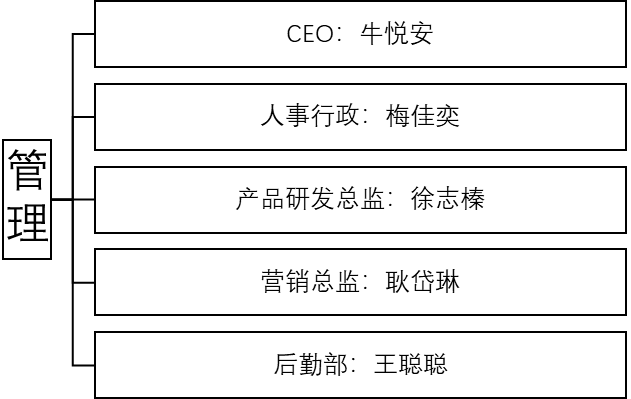 管
理
CEO：牛悦安
人事行政：梅佳奕
产品研发总监：徐志榛
营销总监：耿岱琳
后勤部：王聪聪